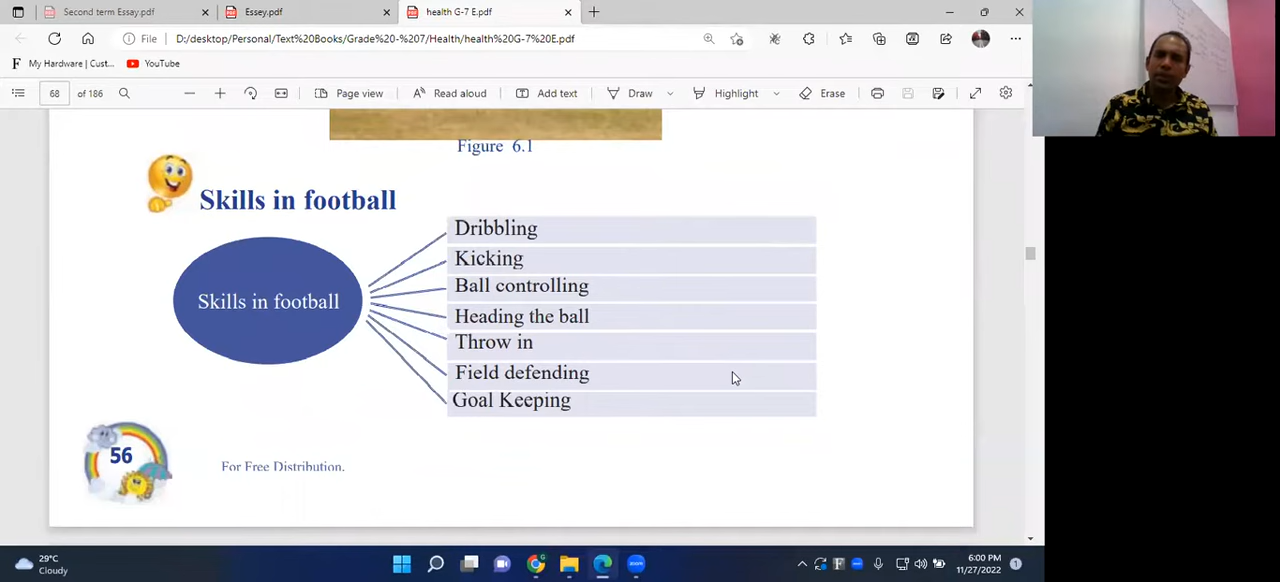 Second term Essay.pdf
Essey.pdf
health G-7 E.pdf
File
D:/desktop/Personal/Text%20Books/Grade%20-%207/Health/health%20G-7%20E.pdf
My Hardware | Cust...
YouTube
68
of 186
Page view
Read aloud
Add text
Draw
Highlight
Erase
Figure 6.1
Skills in football
Skills in football
Dribbling
Kicking
Ball controlling
Heading the ball
Throw in
Field defending
Goal Keeping
56
For Free Distribution.
29°C
Cloudy
6:00 PM
11/27/2022
1